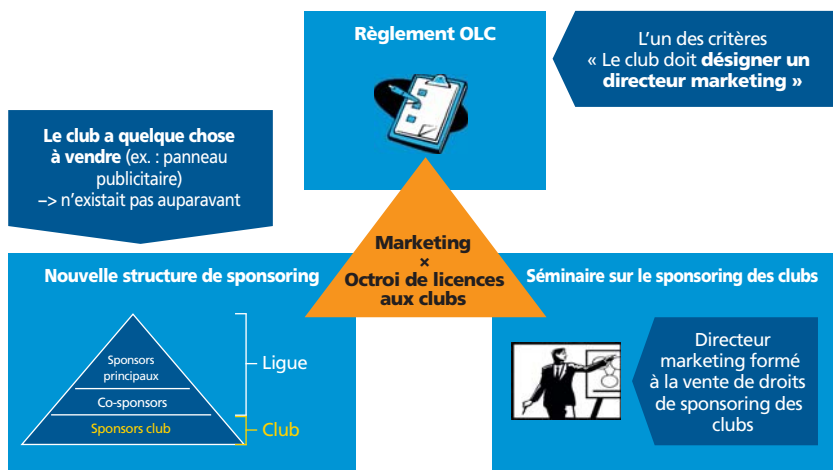 Règlement OLC
L'un des critères
« Le club doit désigner un
directeur marketing »
Le club a quelque chose
à vendre (ex. : panneau
publicitaire)
–> n'existait pas auparavant
Marketing
×
Octroi de licences
aux clubs
Nouvelle structure de sponsoring
Sponsors
principaux
Co-sponsors
Sponsors club
Ligue
Club
Séminaire sur le sponsoring des clubs
Directeur
marketing formé
à la vente de droits
de sponsoring des
clubs